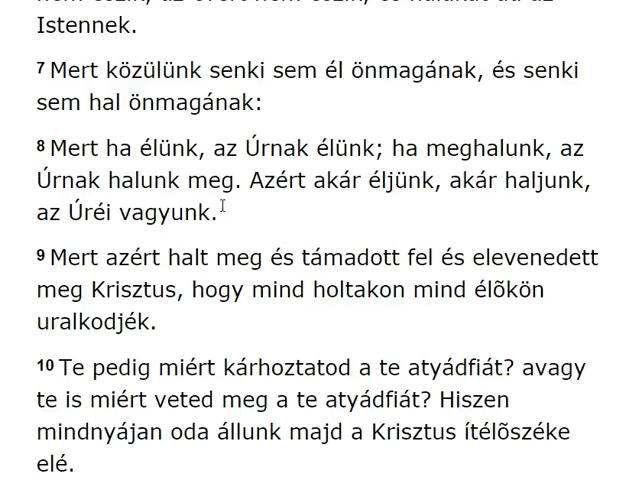 Istennek.
7 Mert közülünk senki sem él önmagának, és senki
sem hal önmagának:
8 Mert ha élünk, az Úrnak élünk; ha meghalunk, az
Úrnak halunk meg. Azért akár éljünk, akár haljunk,
az Úréi vagyunk.
9 Mert azért halt meg és támadott fel és elevenedett
meg Krisztus, hogy mind holtakon mind élõkön
uralkodjék.
10 Te pedig miért kárhoztatod a te atyádfiát? avagy
te is miért veted meg a te atyádfiát? Hiszen
mindnyájan oda állunk majd a Krisztus ítélõszéke
elé.